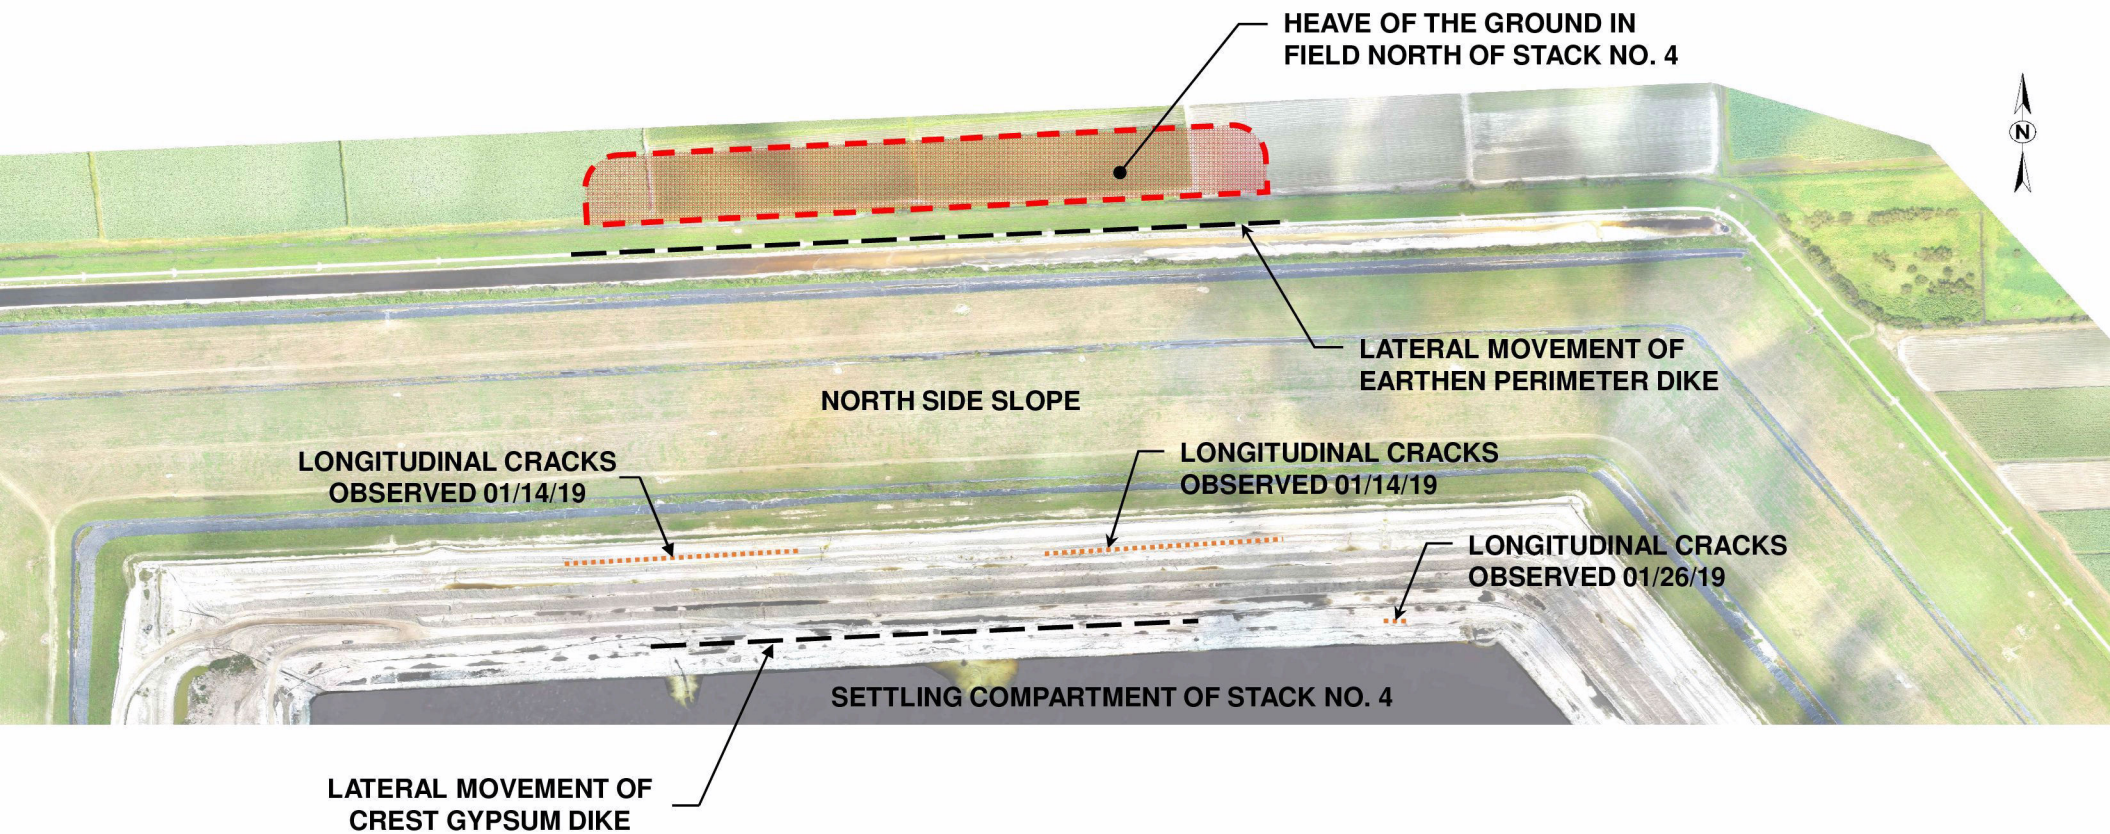 HEAVE OF THE GROUND IN
FIELD NORTH OF STACK NO. 4
N
LATERAL MOVEMENT OF
EARTHEN PERIMETER DIKE
NORTH SIDE SLOPE
LONGITUDINAL CRACKS
OBSERVED 01/14/19
LONGITUDINAL CRACKS
OBSERVED 01/14/19
LONGITUDINAL CRACKS
OBSERVED 01/26/19
SETTLING COMPARTMENT OF STACK NO. 4
LATERAL MOVEMENT OF
CREST GYPSUM DIKE